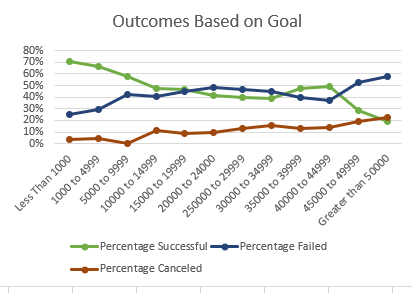 Outcomes Based on Goal
80%
70%
60%
50%
40%
30%
20%
10%
0%
Less Than 1000
1000 to 4999
5000 to 9999
10000 to 14999
15000 to 19999
20000 to 24000
250000 to 29999
30000 to 34999
35000 to 39999
40000 to 44999
45000 to 49999
Greater than 50000
Percentage Successful
Percentage Failed
Percentage Canceled